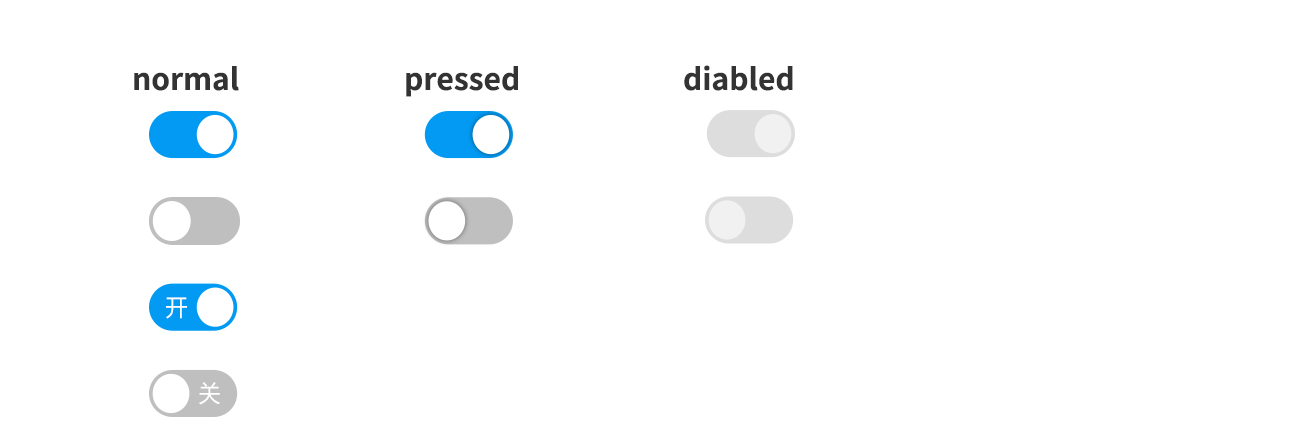 normal pressed diabled
开
关